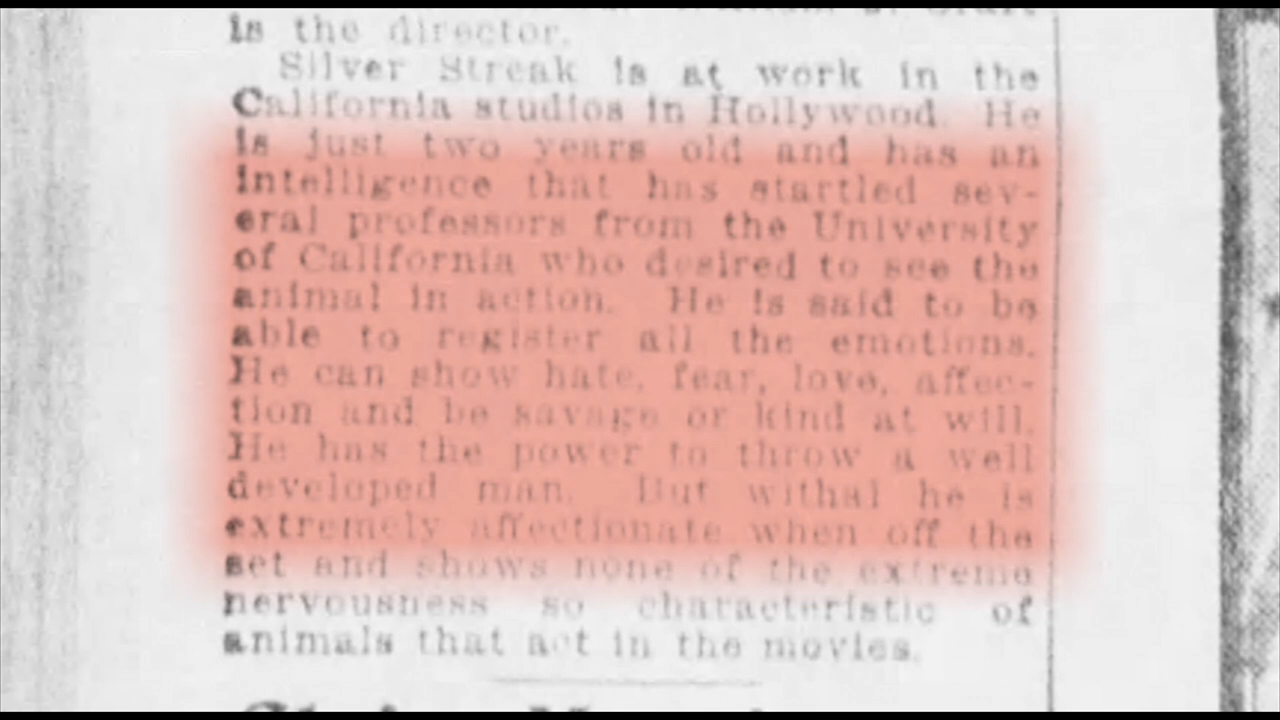 is the director.
Silver Streak is at work in the
California studios in Hollywood. He
is just two years old and has an
intelligence that has startled sev-
eral professors from the University
of California who desired to see the
animal in action. He is said to be
able to register all the emotions.
He can show hate, fear, love, affec-
tion and be savage or kind at will.
He has the power to throw a well
developed man. But withal he is
extremely affectionate when off the
set and shows none of the extreme
nervousness so characteristic of
animals that act in the movies.